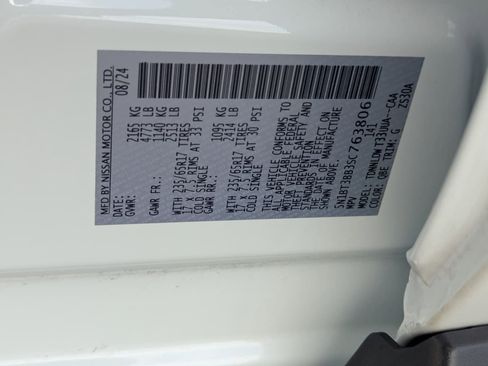 MFD BY NISSAN MOTOR CO., LTD.
DATE: 08/24
GVWR: 2165 KG
4773 LB
GAWR FR: 1140 KG
2513 LB
WITH 235/65R17 TIRES
17 X 7.5 RIMS AT 33 PSI
COLD SINGLE
GAWR RR: 1095 KG
2414 LB
WITH 235/65R17 TIRES
17 X 7.5 RIMS AT 30 PSI
COLD SINGLE
THIS VEHICLE CONFORMS TO
ALL APPLICABLE FEDERAL
MOTOR VEHICLE SAFETY AND
THEFT PREVENTION
STANDARDS IN EFFECT ON
THE DATE OF MANUFACTURE
SHOWN ABOVE.
5N1BT3BB3SC763806
MPV 141
MODEL:
COLOR: QBE TRIM: G ZS30A